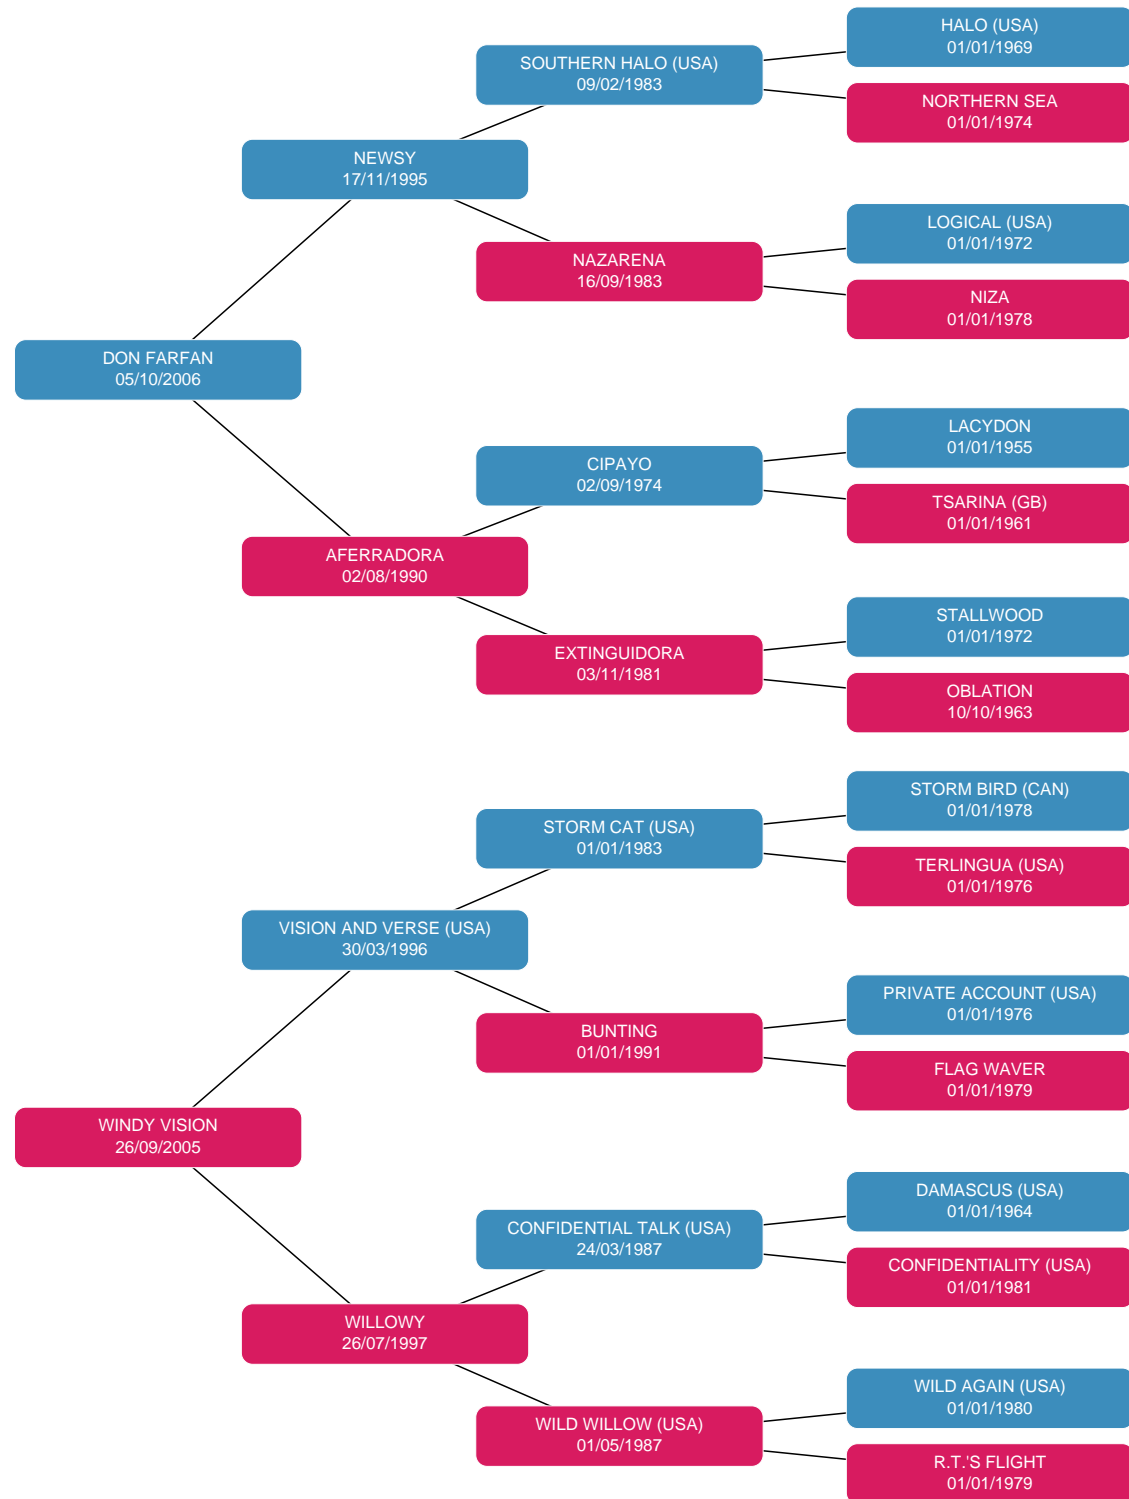 HALO (USA)
01/01/1969
SOUTHERN HALO (USA)
09/02/1983
NORTHERN SEA
01/01/1974
NEWSY
17/11/1995
LOGICAL (USA)
01/01/1972
NAZARENA
16/09/1983
NIZA
01/01/1978
DON FARFAN
05/10/2006
LACYDON
01/01/1955
CIPAYO
02/09/1974
TSARINA (GB)
01/01/1961
AFERRADORA
02/08/1990
STALLWOOD
01/01/1972
EXTINGUIDORA
03/11/1981
OBLATION
10/10/1963
STORM BIRD (CAN)
01/01/1978
STORM CAT (USA)
01/01/1983
TERLINGUA (USA)
01/01/1976
VISION AND VERSE (USA)
30/03/1996
PRIVATE ACCOUNT (USA)
01/01/1976
BUNTING
01/01/1991
FLAG WAVER
01/01/1979
WINDY VISION
26/09/2005
DAMASCUS (USA)
01/01/1964
CONFIDENTIAL TALK (USA)
24/03/1987
CONFIDENTIALITY (USA)
01/01/1981
WILLOWY
26/07/1997
WILD AGAIN (USA)
01/01/1980
WILD WILLOW (USA)
01/05/1987
R.T.'S FLIGHT
01/01/1979